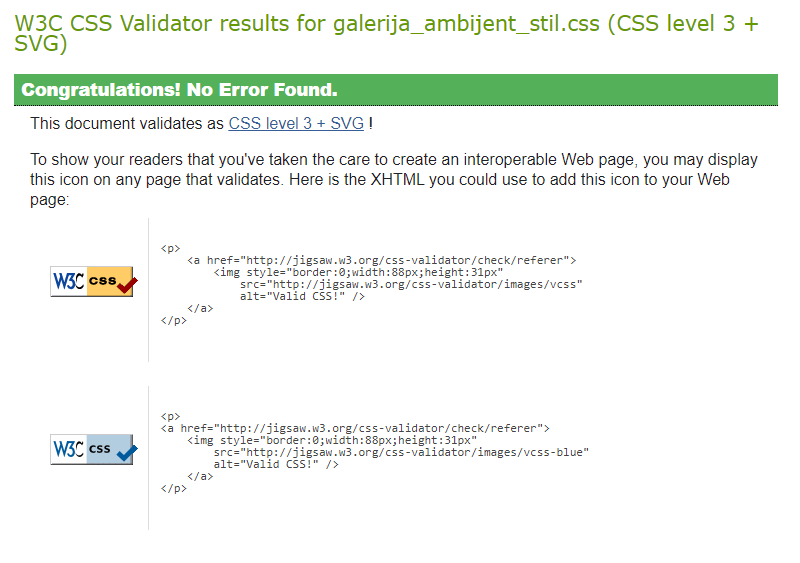 W3C CSS Validator results for galerija_ambijent_stil.css (CSS level 3 +
SVG)
Congratulations! No Error Found.
This document validates as CSS level 3 + SVG !
To show your readers that you've taken the care to create an interoperable Web page, you may display
this icon on any page that validates. Here is the XHTML you could use to add this icon to your Web
page:
W3C css
<p>
<a href="http://jigsaw.w3.org/css-validator/check/referer">
<img style="border:0;width:88px;height:31px"
src="http://jigsaw.w3.org/css-validator/images/vcss"
alt="Valid CSS!" />
</a>
</p>
W3C css
<p>
<a href="http://jigsaw.w3.org/css-validator/check/referer">
<img style="border:0;width:88px;height:31px"
src="http://jigsaw.w3.org/css-validator/images/vcss-blue"
alt="Valid CSS!" />
</a>
</p>